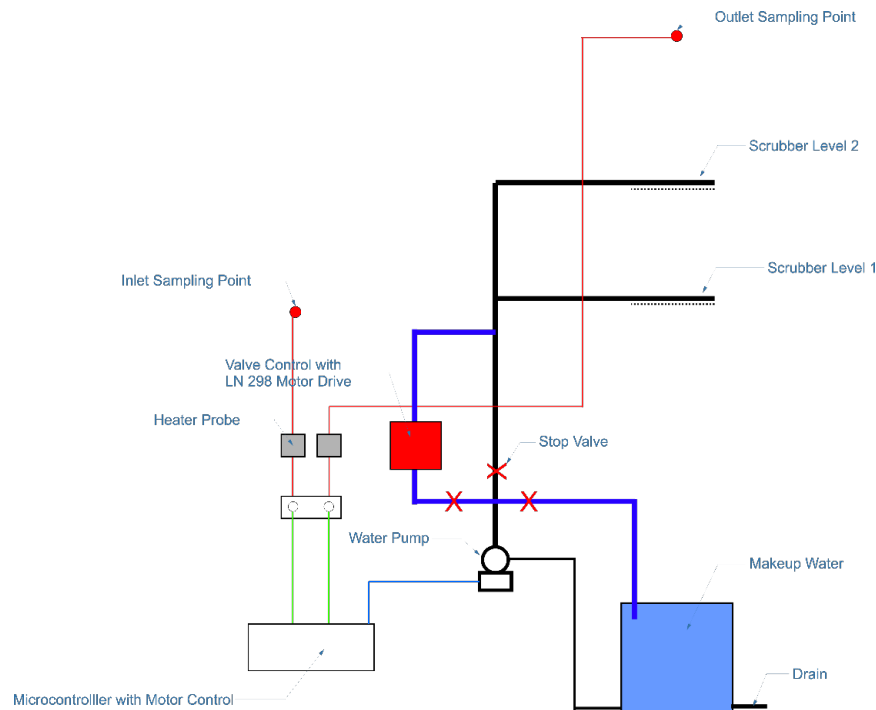 Outlet Sampling Point
Scrubber Level 2
Scrubber Level 1
Inlet Sampling Point
Valve Control with
LN 298 Motor Drive
Heater Probe
Stop Valve
Water Pump
Makeup Water
Drain
Microcontrolller with Motor Control